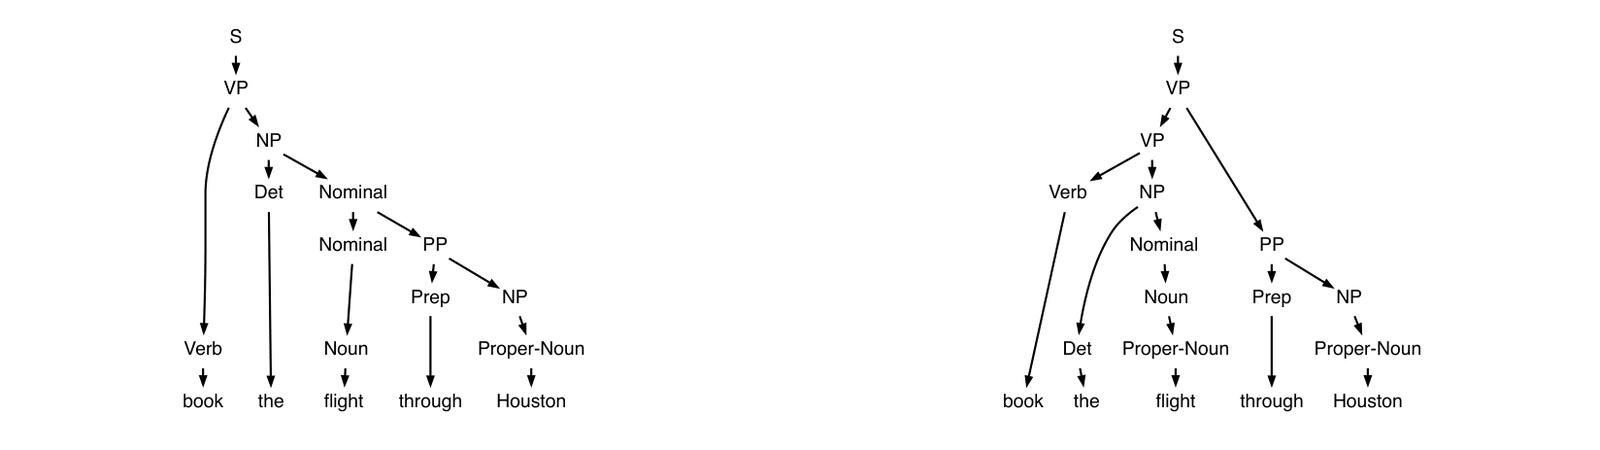 S S
VP VP
NP VP
Det Nominal Verb NP
Nominal PP Nominal PP
Prep NP Noun Prep NP
Verb Noun Proper-Noun Det Proper-Noun Proper-Noun
book the flight through Houston book the flight through Houston